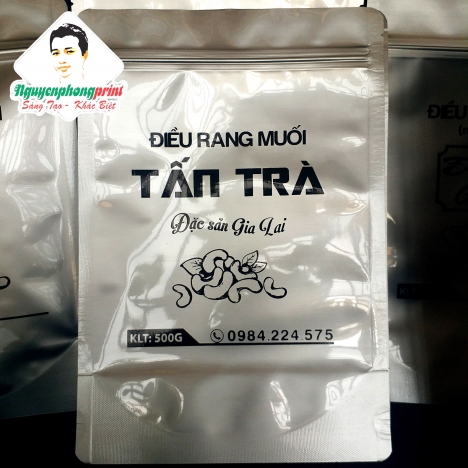 Nguyenphongprint
Sáng Tạo - Khác Biệt
ĐIỀU RANG MUỐI
TẤN TRÀ
Đặc sản Gia Lai
KLT: 500G
0984.224.575
ĐIỀU